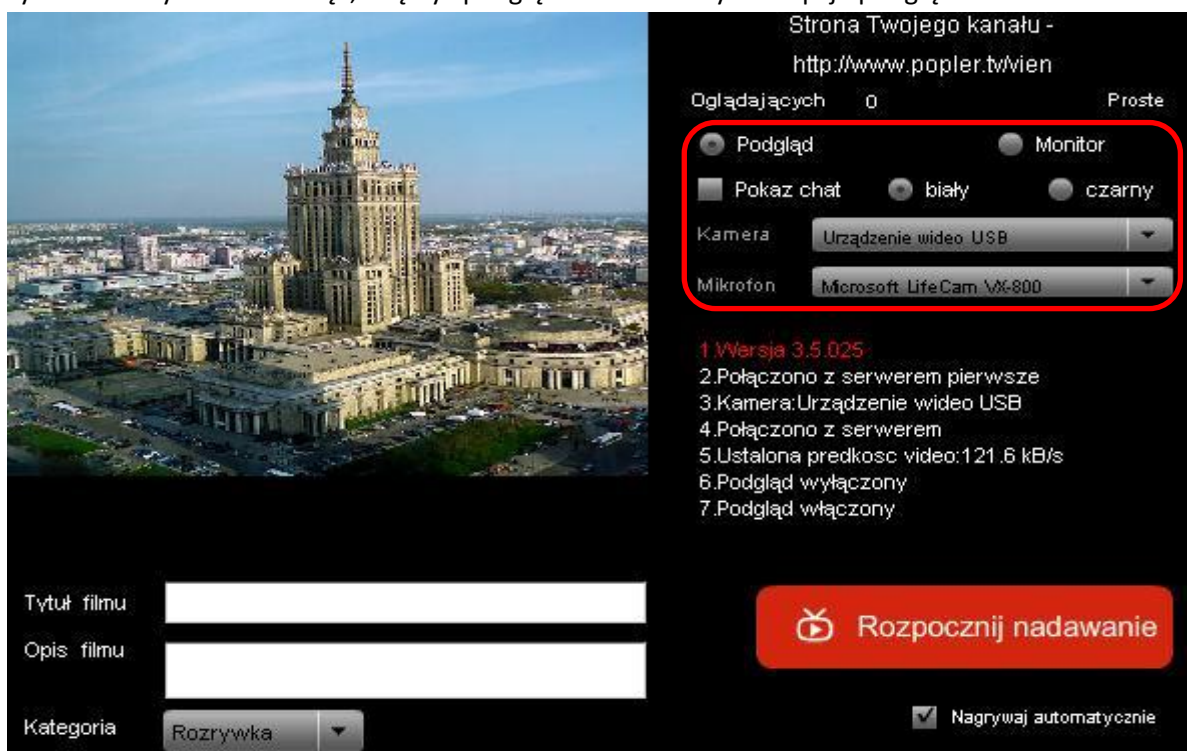 Strona Twojego kanału -
http://www.popler.tv/vien
Oglądających 0 Proste
Podgląd Monitor
Pokaz chat biały czarny
Kamera Urządzenie wideo USB
Mikrofon Microsoft LifeCam VX-800
1.Wersja 3.5.025
2.Połączono z serwerem pierwsze
3.Kamera:Urządzenie wideo USB
4.Połączono z serwerem
5.Ustalona predkosc video:121.6 kB/s
6.Podgląd wyłączony
7.Podgląd włączony
Tytuł filmu
Rozpocznij nadawanie
Opis filmu
Kategoria Rozrywka
Nagrywaj automatycznie